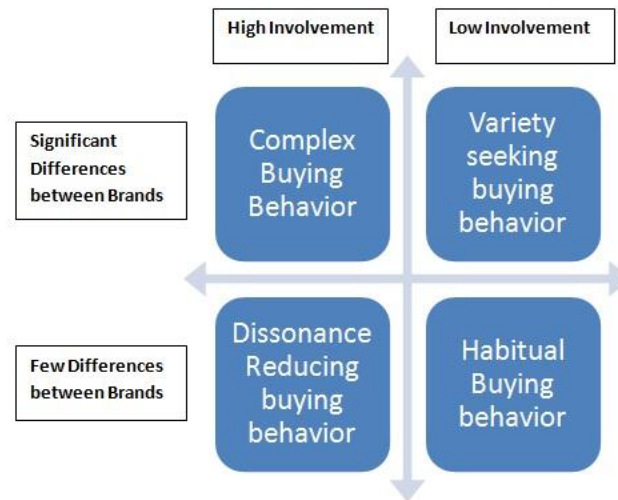 High Involvement
Low Involvement
Significant
Differences
between Brands
Complex
Buying
Behavior
Variety
seeking
buying
behavior
Few Differences
between Brands
Dissonance
Reducing
buying
behavior
Habitual
Buying
behavior